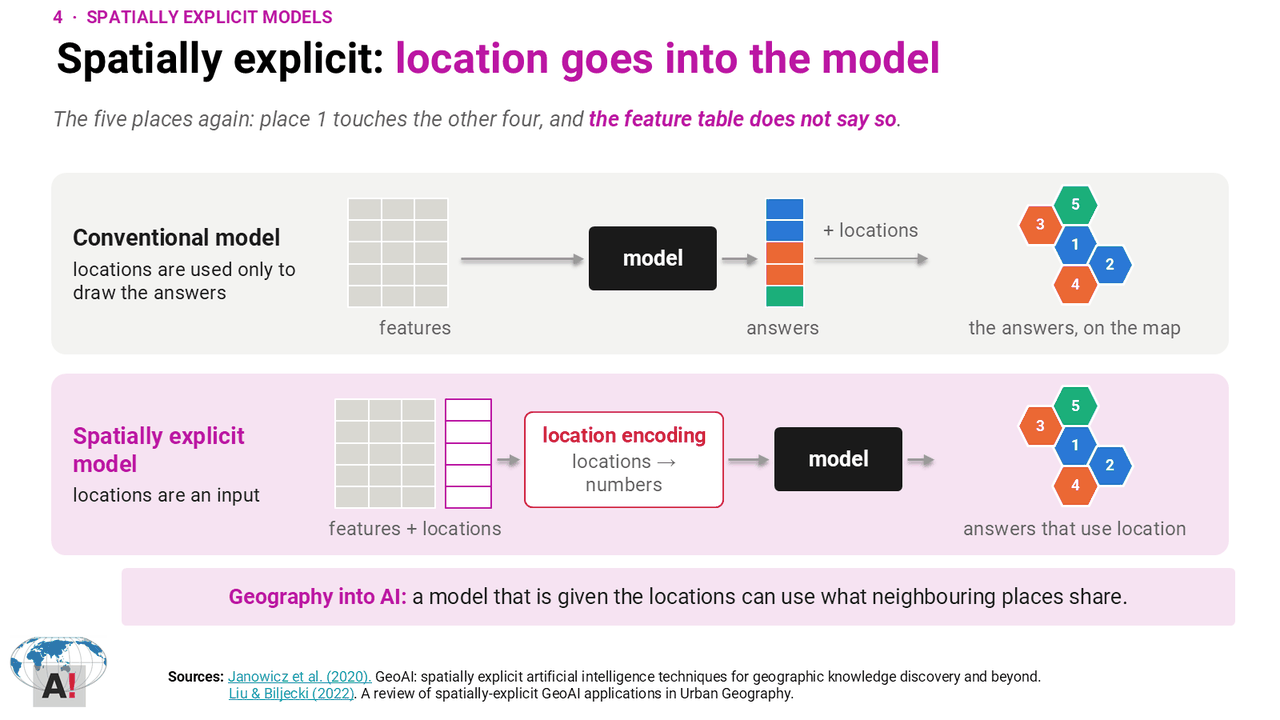 4 · SPATIALLY EXPLICIT MODELS
Spatially explicit: location goes into the model
The five places again: place 1 touches the other four, and the feature table does not say so.
Conventional model
locations are used only to
draw the answers
features
model
answers
+ locations
5
3
1
2
4
the answers, on the map
Spatially explicit
model
locations are an input
features + locations
location encoding
locations →
numbers
model
5
3
1
2
4
answers that use location
Geography into AI: a model that is given the locations can use what neighbouring places share.
A!
Sources: Janowicz et al. (2020). GeoAI: spatially explicit artificial intelligence techniques for geographic knowledge discovery and beyond.
Liu & Biljecki (2022). A review of spatially-explicit GeoAI applications in Urban Geography.